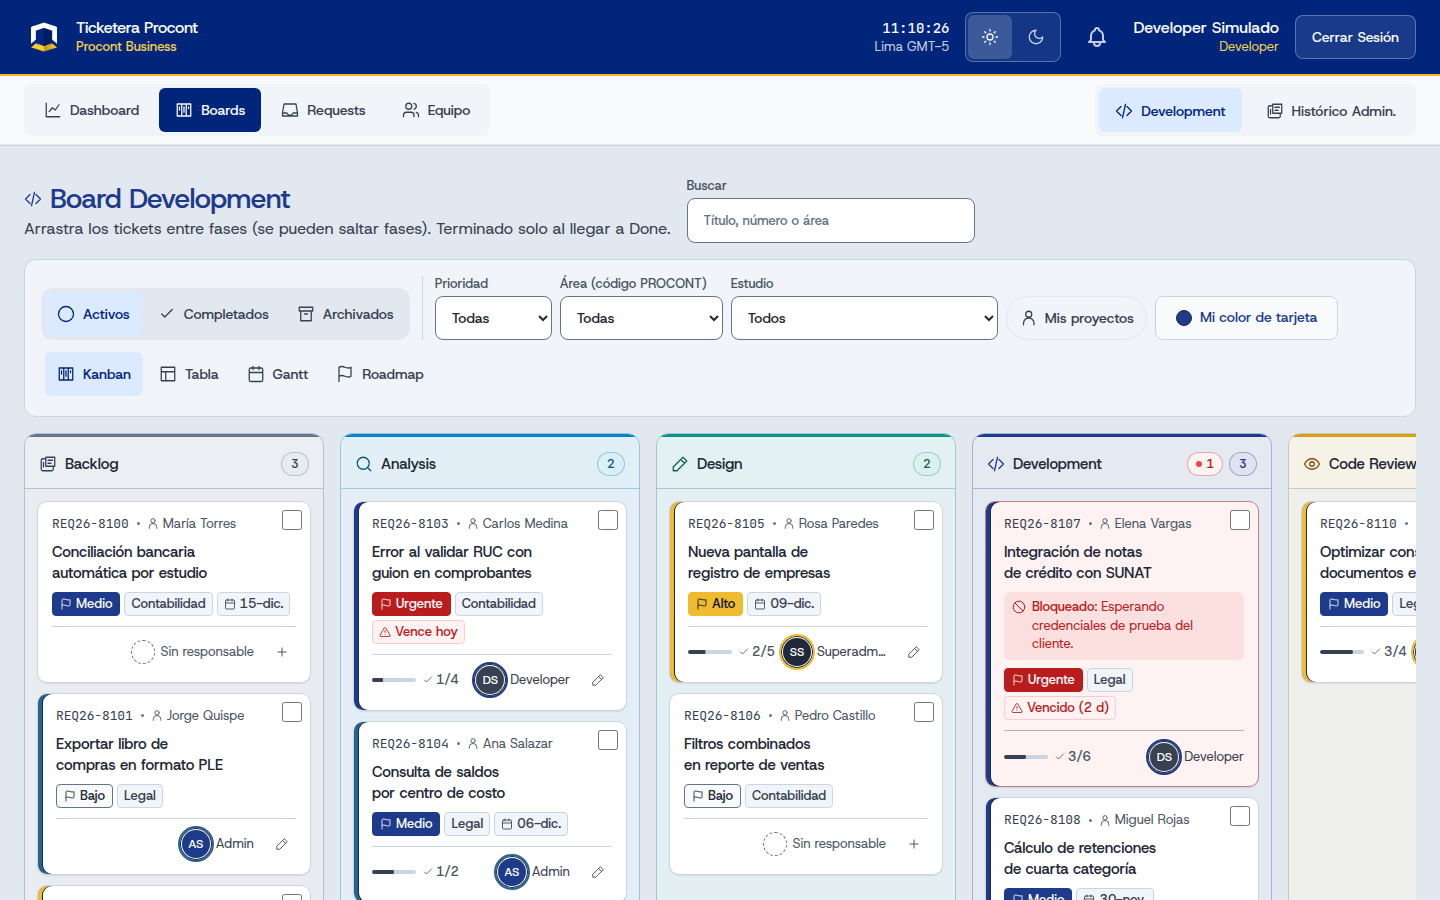 Ticketera Procont
Procont Business
11:10:26
Lima GMT-5
Developer Simulado
Developer
Cerrar Sesión
Dashboard
Boards
Requests
Equipo
Development
Histórico Admin.
Board Development
Arrastra los tickets entre fases (se pueden saltar fases). Terminado solo al llegar a Done.
Buscar
Título, número o área
Activos
Completados
Archivados
Prioridad
Todas
Área (código PROCONT)
Todas
Estudio
Todos
Mis proyectos
Mi color de tarjeta
Kanban
Tabla
Gantt
Roadmap
Backlog
3
REQ26-8100 • María Torres
Conciliación bancaria
automática por estudio
Medio
Contabilidad
15-dic.
Sin responsable
REQ26-8101 • Jorge Quispe
Exportar libro de
compras en formato PLE
Bajo
Legal
AS
Admin
Analysis
2
REQ26-8103 • Carlos Medina
Error al validar RUC con
guion en comprobantes
Urgente
Contabilidad
Vence hoy
1/4
DS
Developer
REQ26-8104 • Ana Salazar
Consulta de saldos
por centro de costo
Medio
Legal
06-dic.
1/2
AS
Admin
Design
2
REQ26-8105 • Rosa Paredes
Nueva pantalla de
registro de empresas
Alto
09-dic.
2/5
SS
Superadm...
REQ26-8106 • Pedro Castillo
Filtros combinados
en reporte de ventas
Bajo
Contabilidad
Sin responsable
Development
1
3
REQ26-8107 • Elena Vargas
Integración de notas
de crédito con SUNAT
Bloqueado: Esperando
credenciales de prueba del
cliente.
Urgente
Legal
Vencido (2 d)
3/6
DS
Developer
REQ26-8108 • Miguel Rojas
Cálculo de retenciones
de cuarta categoría
Medio
30-nov.
Code Review
REQ26-8110 •
Optimizar con
documentos e
Medio
Leg
3/4